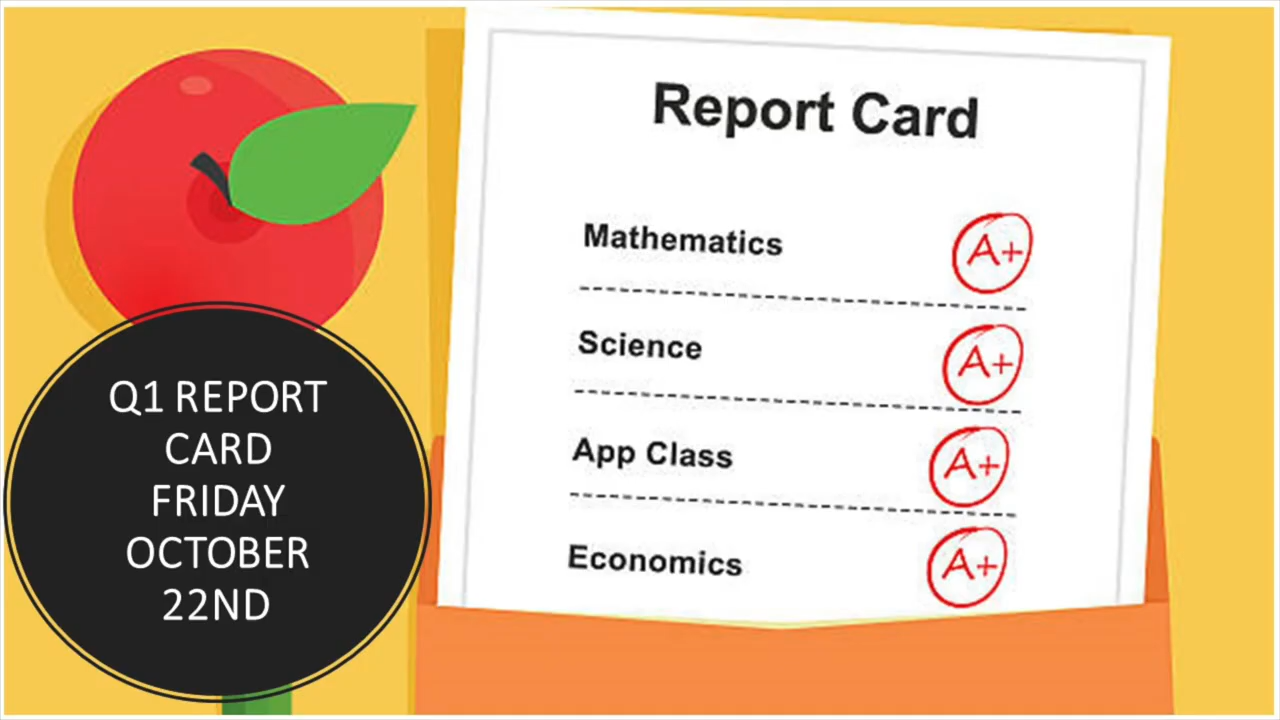 Report Card
Mathematics A+
Science A+
App Class A+
Economics A+
Q1 REPORT
CARD
FRIDAY
OCTOBER
22ND